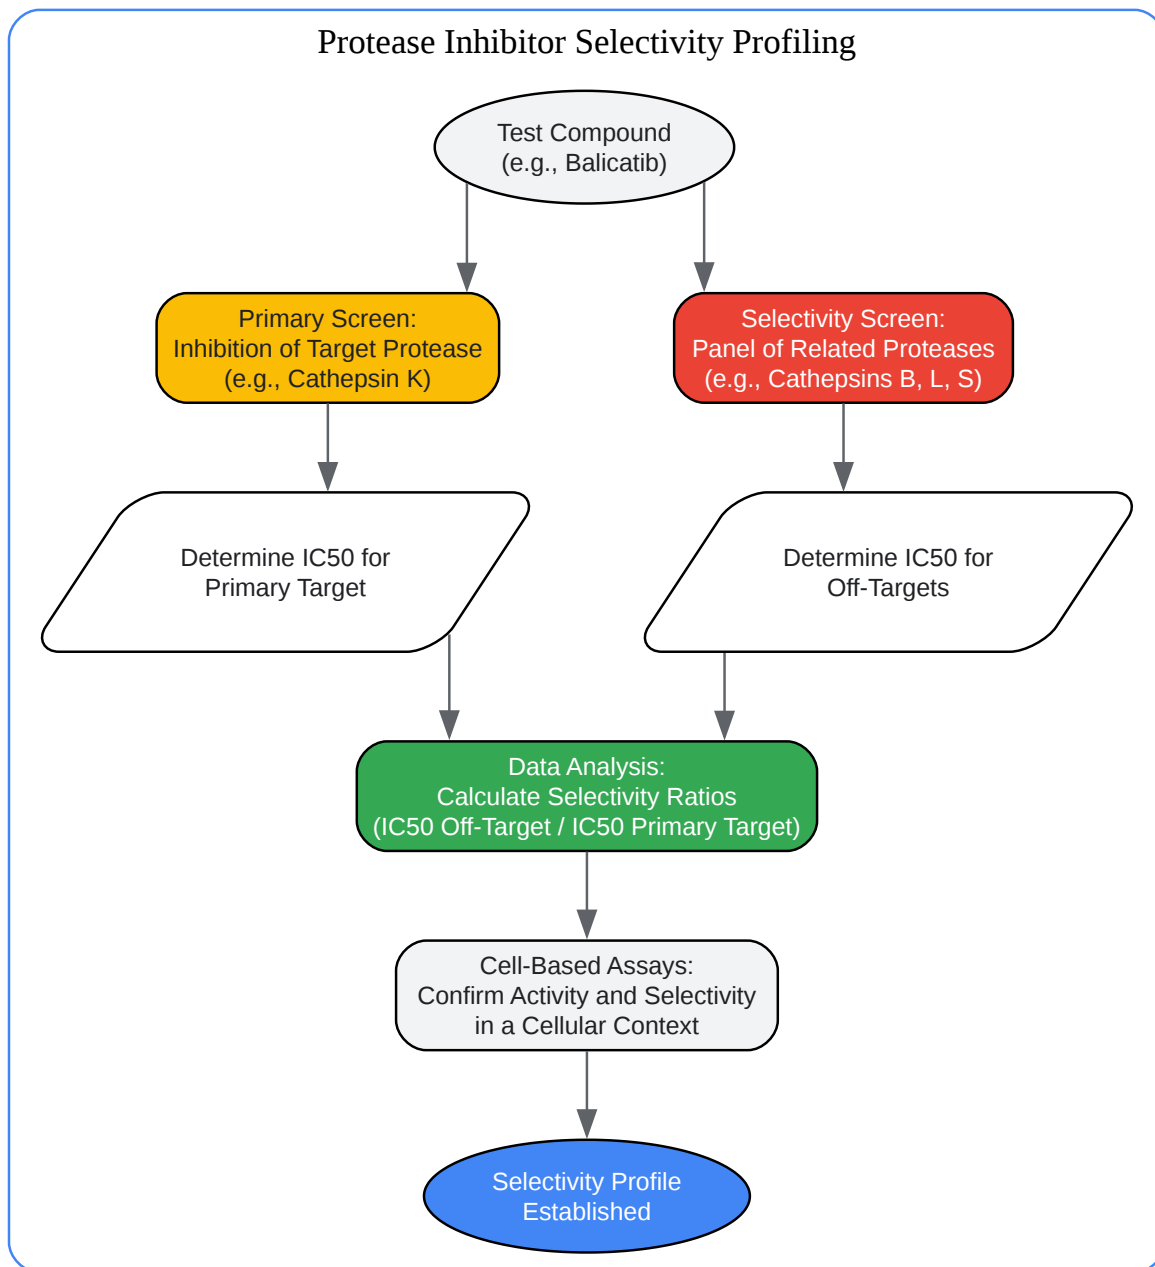 Protease Inhibitor Selectivity Profiling
Test Compound
(e.g., Balicatib)
Primary Screen:
Inhibition of Target Protease
(e.g., Cathepsin K)
Selectivity Screen:
Panel of Related Proteases
(e.g., Cathepsins B, L, S)
Determine IC50 for
Primary Target
Determine IC50 for
Off-Targets
Data Analysis:
Calculate Selectivity Ratios
(IC50 Off-Target / IC50 Primary Target)
Cell-Based Assays:
Confirm Activity and Selectivity
in a Cellular Context
Selectivity Profile
Established